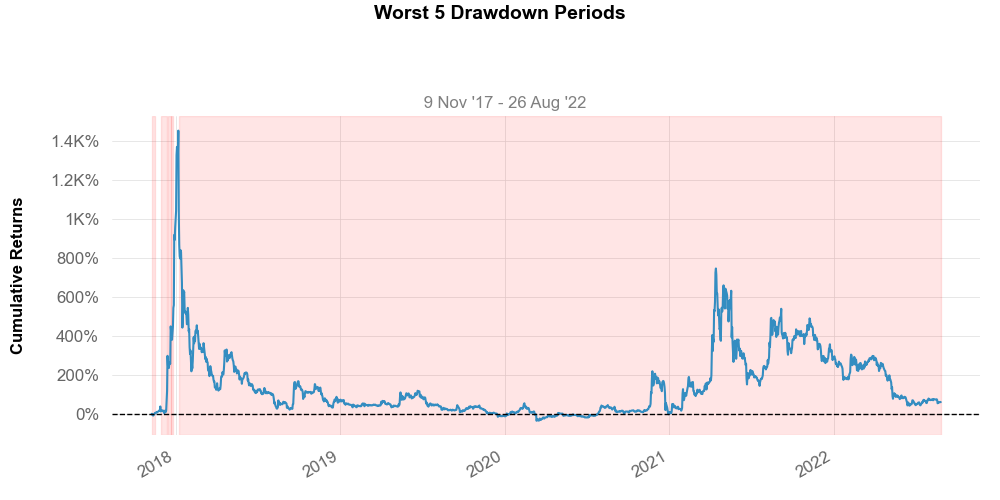 Worst 5 Drawdown Periods
9 Nov '17 - 26 Aug '22
Cumulative Returns
1.4K%
1.2K%
1K%
800%
600%
400%
200%
0%
2018
2019
2020
2021
2022